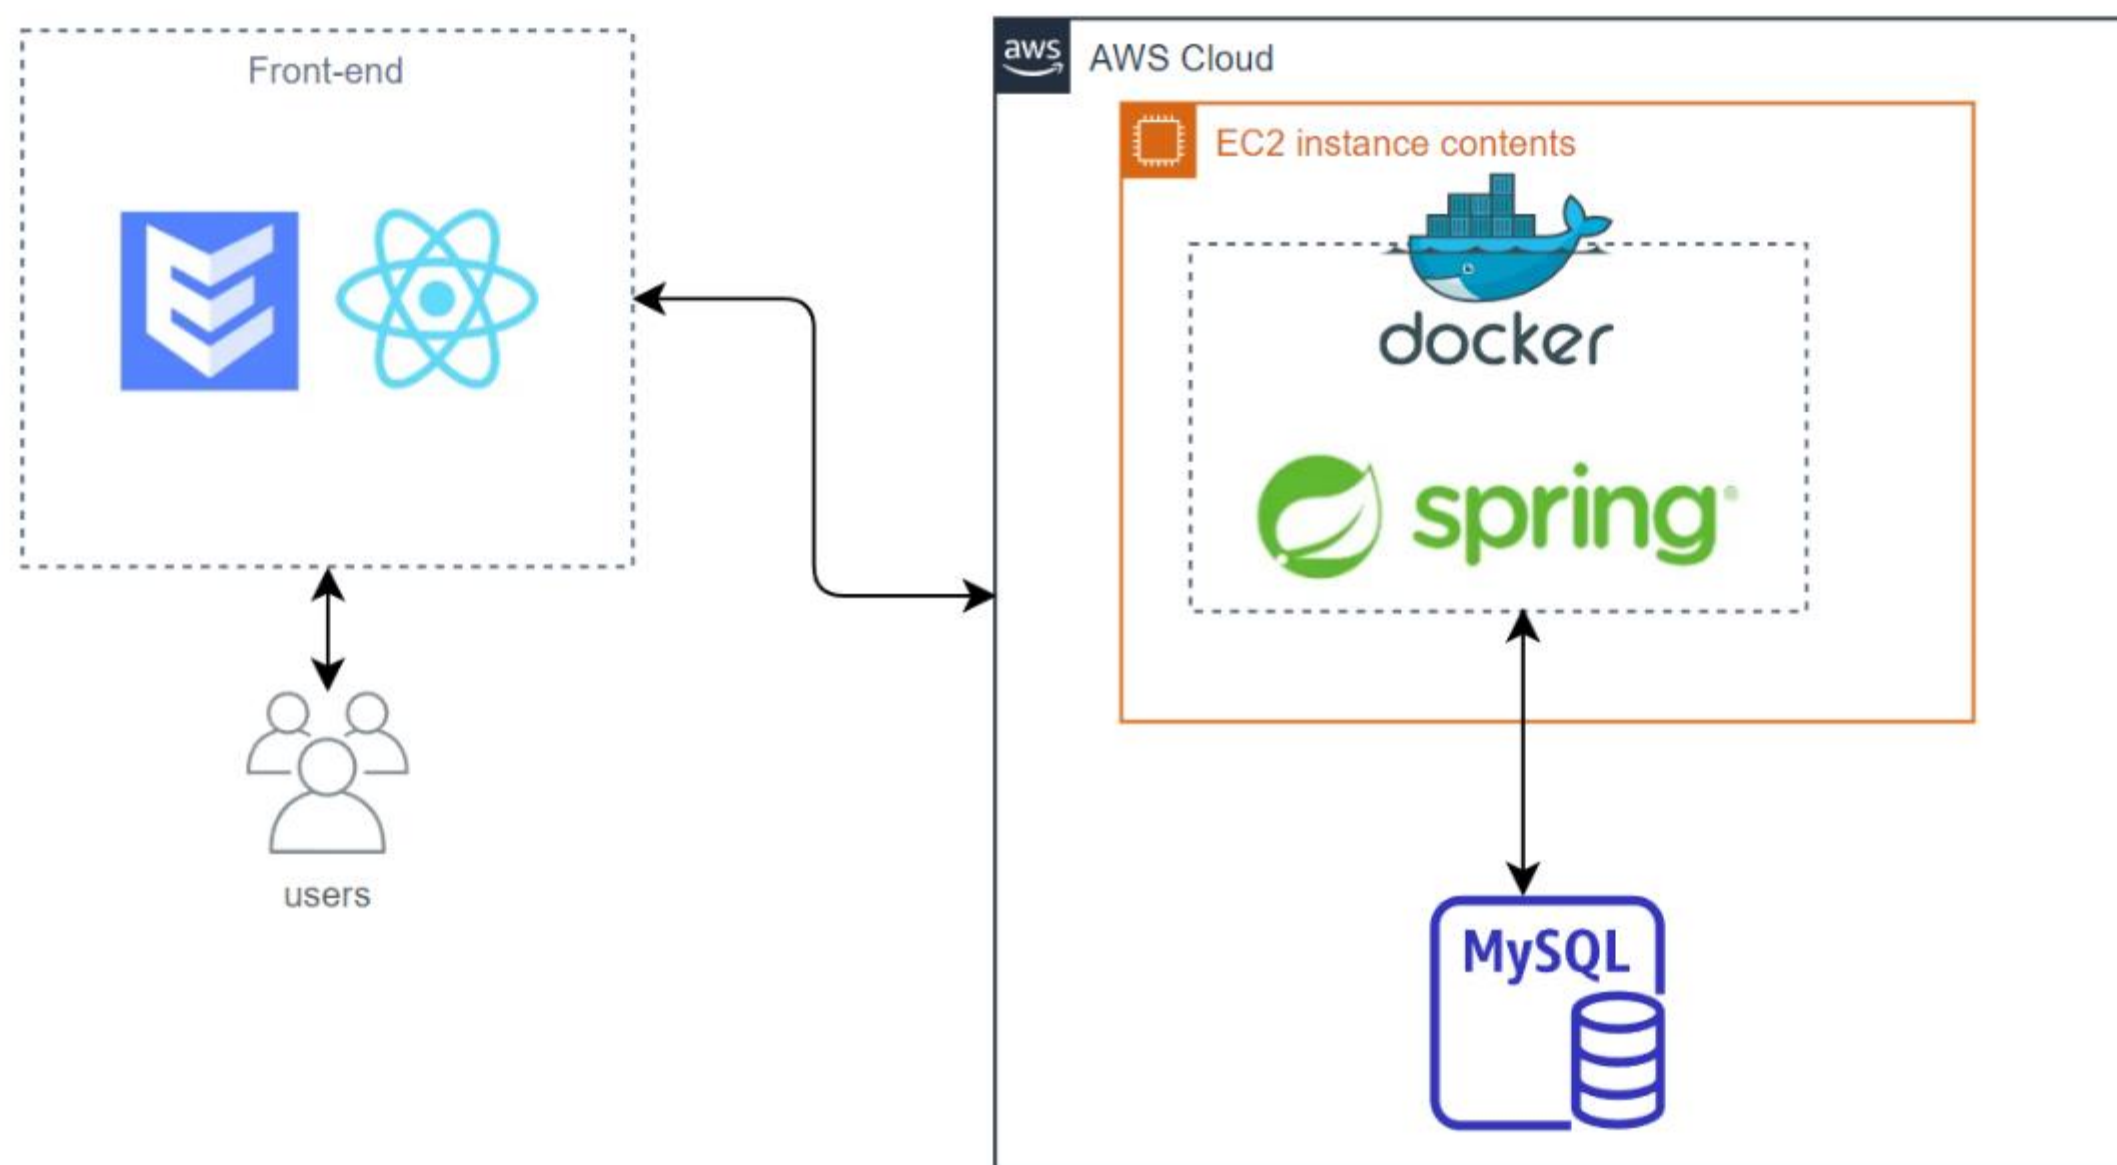 Front-end
users
aws
AWS Cloud
EC2 instance contents
docker
spring®
MySQL